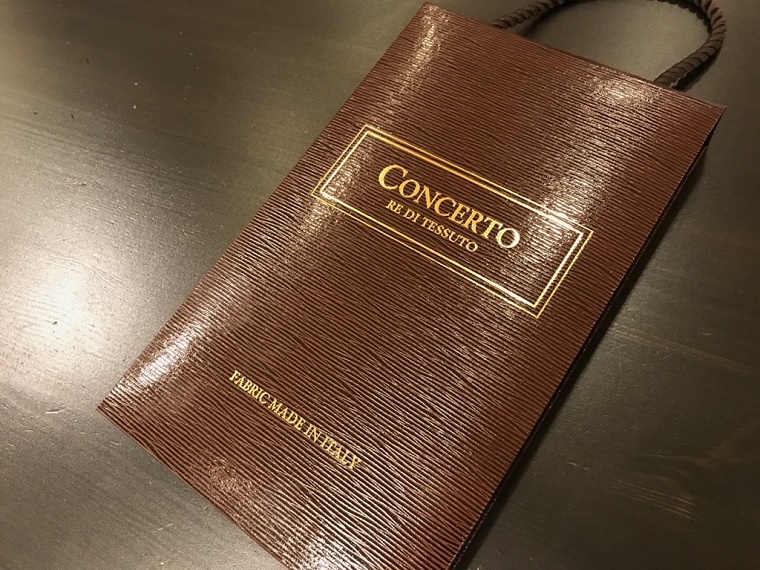 CONCERTO
RE DI TESSUTO
FABRIC MADE IN ITALY